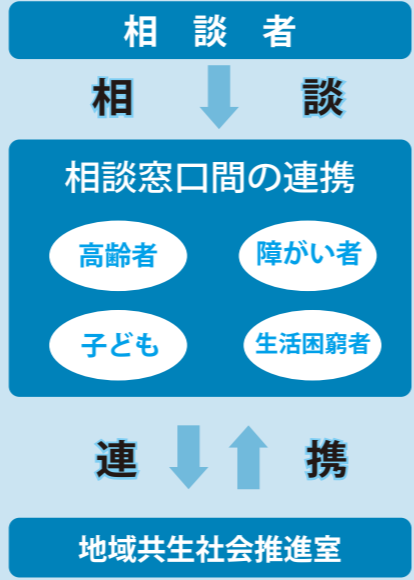 相談者
相談
相談窓口間の連携
高齢者 障がい者
子ども 生活困窮者
連携
地域共生社会推進室